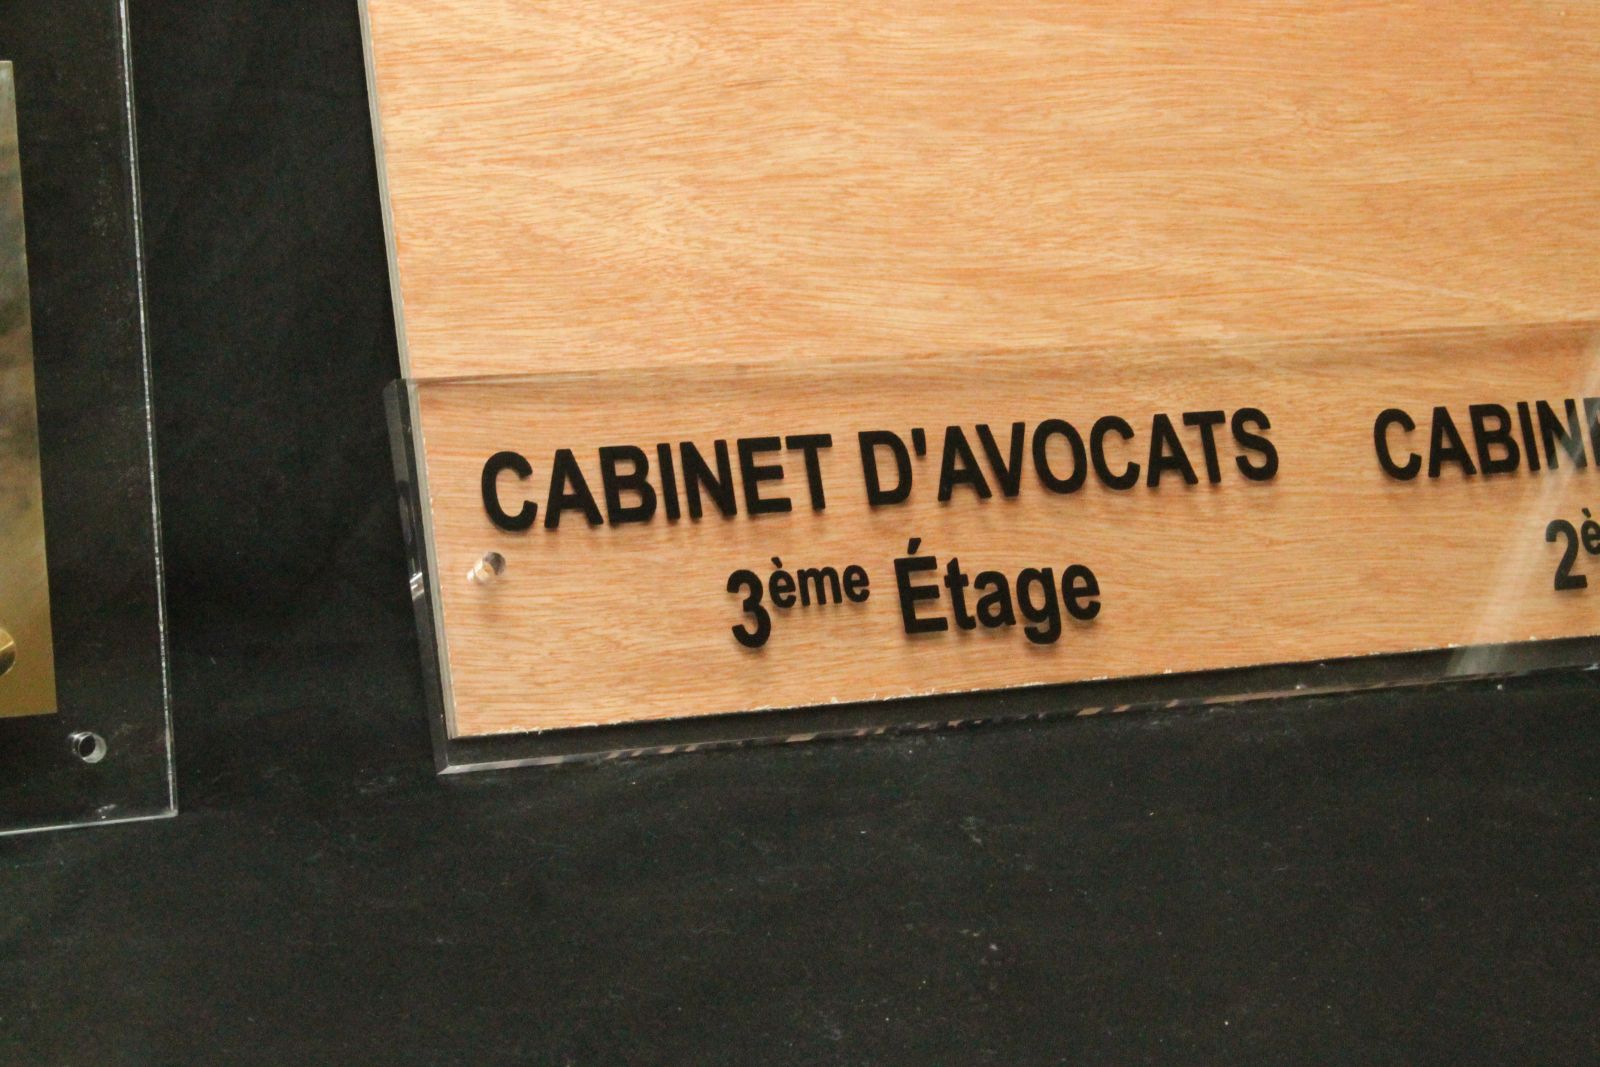 CABINET D'AVOCATS
3ème Étage